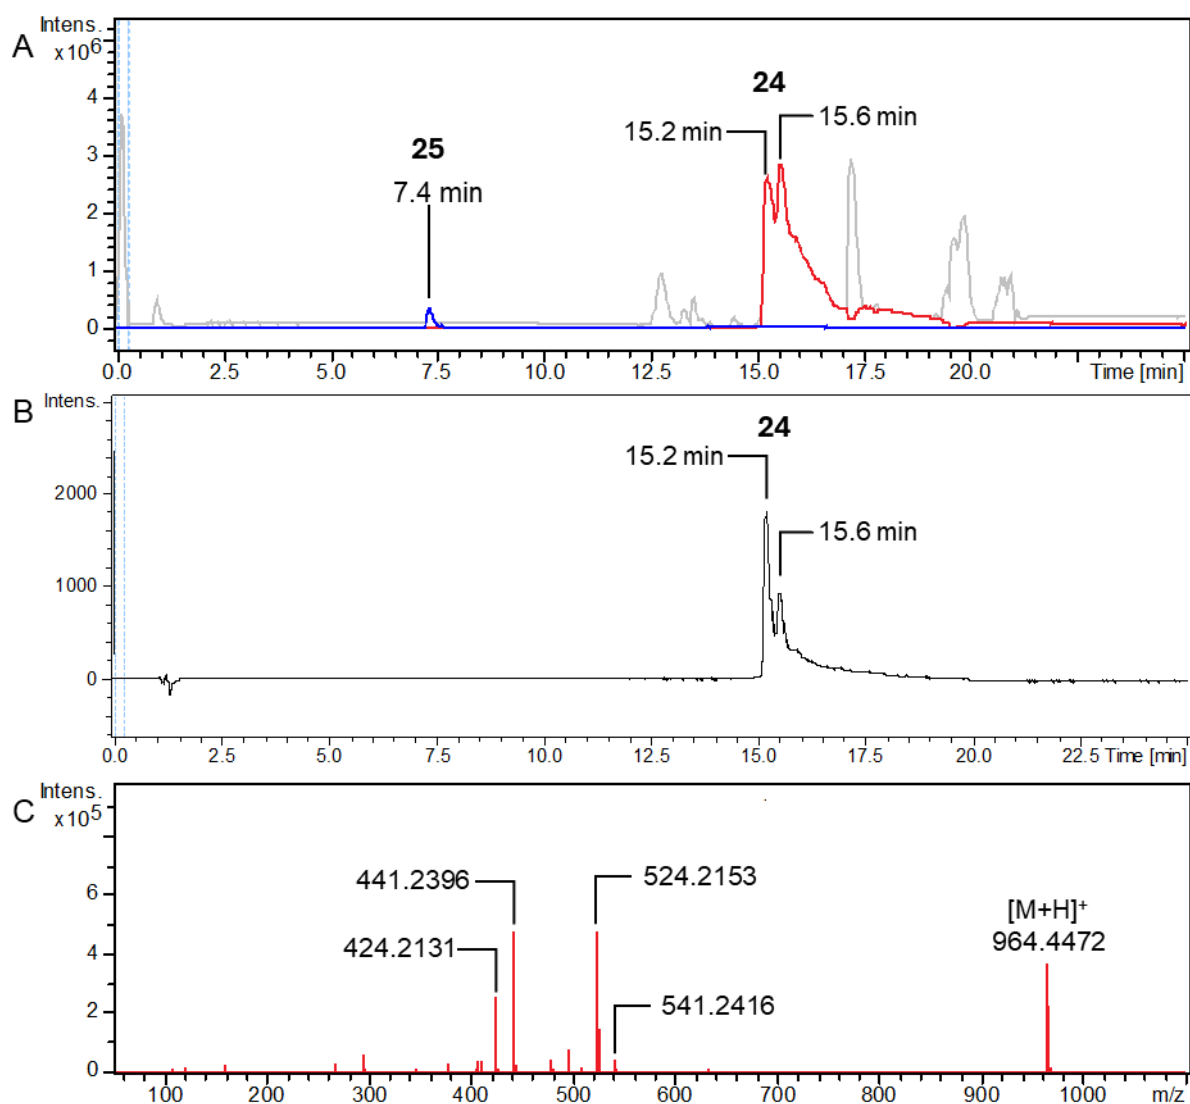 A
Intens.
x10⁶
4
3
2
1
0
25
7.4 min
24
15.2 min
15.6 min
0.0 2.5 5.0 7.5 10.0 12.5 15.0 17.5 20.0 Time [min]
B
Intens.
2000
1000
0
24
15.2 min
15.6 min
0.0 2.5 5.0 7.5 10.0 12.5 15.0 17.5 20.0 22.5 Time [min]
C
Intens.
x10⁵
6
4
2
0
441.2396
424.2131
524.2153
541.2416
[M+H]⁺
964.4472
100 200 300 400 500 600 700 800 900 1000 m/z